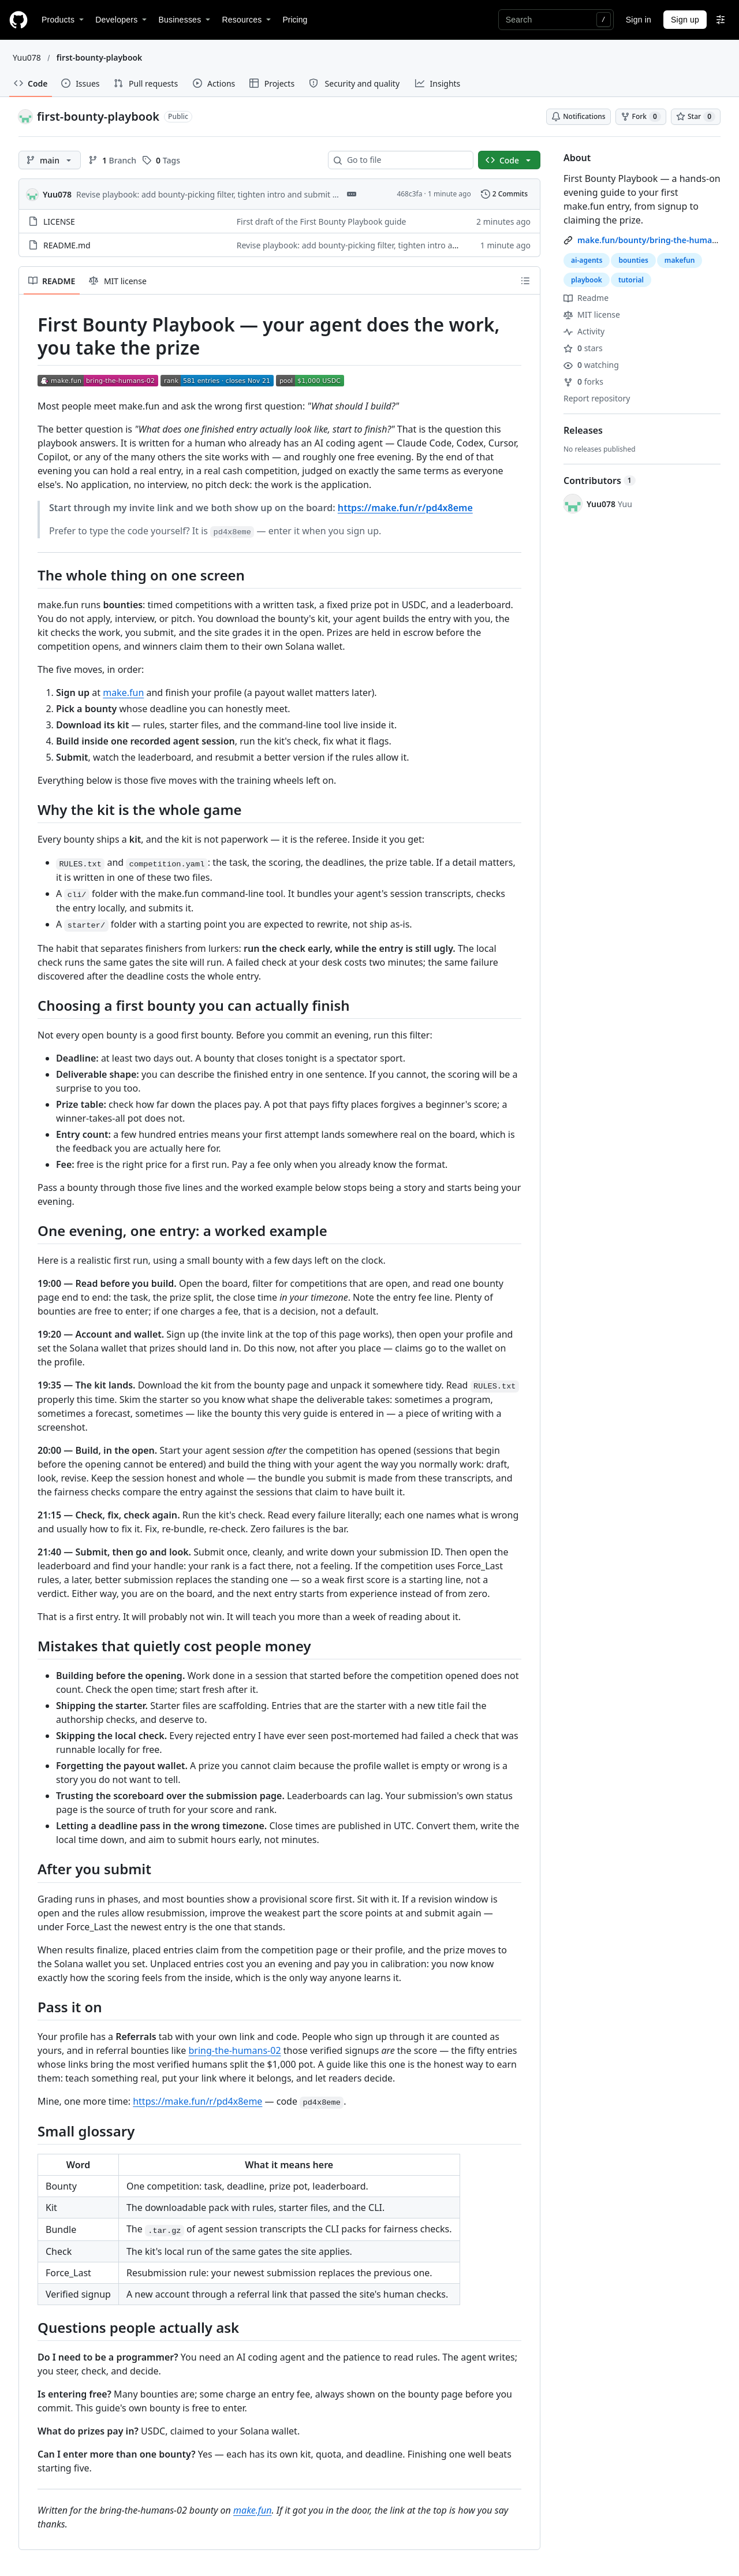 Products Developers Businesses Resources Pricing Search / Sign in Sign up
Yuu078 / first-bounty-playbook
Code Issues Pull requests Actions Projects Security and quality Insights
first-bounty-playbook Public Notifications Fork 0 Star 0
main 1 Branch 0 Tags Go to file Code
Yuu078 Revise playbook: add bounty-picking filter, tighten intro and submit … 468c3fa · 1 minute ago 2 Commits
LICENSE First draft of the First Bounty Playbook guide 2 minutes ago
README.md Revise playbook: add bounty-picking filter, tighten intro a… 1 minute ago
README MIT license
First Bounty Playbook — your agent does the work,
you take the prize
make.fun bring-the-humans-02 rank 581 entries · closes Nov 21 pool $1,000 USDC
Most people meet make.fun and ask the wrong first question: "What should I build?"
The better question is "What does one finished entry actually look like, start to finish?" That is the question
playbook answers. It is written for a human who already has an AI coding agent — Claude Code, Codex, Cursor,
Copilot, or any of the many others the site works with — and roughly one free evening. By the end of that
evening you can hold a real entry, in a real cash competition, judged on exactly the same terms as everyone
else's. No application, no interview, no pitch deck: the work is the application.
Start through my invite link and we both show up on the board: https://make.fun/r/pd4x8eme
Prefer to type the code yourself? It is pd4x8eme — enter it when you sign up.
The whole thing on one screen
make.fun runs bounties: timed competitions with a written task, a fixed prize pot in USDC, and a leaderboard.
You do not apply, interview, or pitch. You download the bounty's kit, your agent builds the entry with you, the
kit checks the work, you submit, and the site grades it in the open. Prizes are held in escrow before the
competition opens, and winners claim them to their own Solana wallet.
The five moves, in order:
1. Sign up at make.fun and finish your profile (a payout wallet matters later).
2. Pick a bounty whose deadline you can honestly meet.
3. Download its kit — rules, starter files, and the command-line tool live inside it.
4. Build inside one recorded agent session, run the kit's check, fix what it flags.
5. Submit, watch the leaderboard, and resubmit a better version if the rules allow it.
Everything below is those five moves with the training wheels left on.
Why the kit is the whole game
Every bounty ships a kit, and the kit is not paperwork — it is the referee. Inside it you get:
RULES.txt and competition.yaml : the task, the scoring, the deadlines, the prize table. If a detail matters,
it is written in one of these two files.
A cli/ folder with the make.fun command-line tool. It bundles your agent's session transcripts, checks
the entry locally, and submits it.
A starter/ folder with a starting point you are expected to rewrite, not ship as-is.
The habit that separates finishers from lurkers: run the check early, while the entry is still ugly. The local
check runs the same gates the site will run. A failed check at your desk costs two minutes; the same failure
discovered after the deadline costs the whole entry.
Choosing a first bounty you can actually finish
Not every open bounty is a good first bounty. Before you commit an evening, run this filter:
Deadline: at least two days out. A bounty that closes tonight is a spectator sport.
Deliverable shape: you can describe the finished entry in one sentence. If you cannot, the scoring will be a
surprise to you too.
Prize table: check how far down the places pay. A pot that pays fifty places forgives a beginner's score; a
winner-takes-all pot does not.
Entry count: a few hundred entries means your first attempt lands somewhere real on the board, which is
the feedback you are actually here for.
Fee: free is the right price for a first run. Pay a fee only when you already know the format.
Pass a bounty through those five lines and the worked example below stops being a story and starts being your
evening.
One evening, one entry: a worked example
Here is a realistic first run, using a small bounty with a few days left on the clock.
19:00 — Read before you build. Open the board, filter for competitions that are open, and read one bounty
page end to end: the task, the prize split, the close time in your timezone. Note the entry fee line. Plenty of
bounties are free to enter; if one charges a fee, that is a decision, not a default.
19:20 — Account and wallet. Sign up (the invite link at the top of this page works), then open your profile and
set the Solana wallet that prizes should land in. Do this now, not after you place — claims go to the wallet on
the profile.
19:35 — The kit lands. Download the kit from the bounty page and unpack it somewhere tidy. Read RULES.txt
properly this time. Skim the starter so you know what shape the deliverable takes: sometimes a program,
sometimes a forecast, sometimes — like the bounty this very guide is entered in — a piece of writing with a
screenshot.
20:00 — Build, in the open. Start your agent session after the competition has opened (sessions that begin
before the opening cannot be entered) and build the thing with your agent the way you normally work: draft,
look, revise. Keep the session honest and whole — the bundle you submit is made from these transcripts, and
the fairness checks compare the entry against the sessions that claim to have built it.
21:15 — Check, fix, check again. Run the kit's check. Read every failure literally; each one names what is wrong
and usually how to fix it. Fix, re-bundle, re-check. Zero failures is the bar.
21:40 — Submit, then go and look. Submit once, cleanly, and write down your submission ID. Then open the
leaderboard and find your handle: your rank is a fact there, not a feeling. If the competition uses Force_Last
rules, a later, better submission replaces the standing one — so a weak first score is a starting line, not a
verdict. Either way, you are on the board, and the next entry starts from experience instead of from zero.
That is a first entry. It will probably not win. It will teach you more than a week of reading about it.
Mistakes that quietly cost people money
Building before the opening. Work done in a session that started before the competition opened does not
count. Check the open time; start fresh after it.
Shipping the starter. Starter files are scaffolding. Entries that are the starter with a new title fail the
authorship checks, and deserve to.
Skipping the local check. Every rejected entry I have ever seen post-mortemed had failed a check that was
runnable locally for free.
Forgetting the payout wallet. A prize you cannot claim because the profile wallet is empty or wrong is a
story you do not want to tell.
Trusting the scoreboard over the submission page. Leaderboards can lag. Your submission's own status
page is the source of truth for your score and rank.
Letting a deadline pass in the wrong timezone. Close times are published in UTC. Convert them, write the
local time down, and aim to submit hours early, not minutes.
After you submit
Grading runs in phases, and most bounties show a provisional score first. Sit with it. If a revision window is
open and the rules allow resubmission, improve the weakest part the score points at and submit again —
under Force_Last the newest entry is the one that stands.
When results finalize, placed entries claim from the competition page or their profile, and the prize moves to
the Solana wallet you set. Unplaced entries cost you an evening and pay you in calibration: you now know
exactly how the scoring feels from the inside, which is the only way anyone learns it.
Pass it on
Your profile has a Referrals tab with your own link and code. People who sign up through it are counted as
yours, and in referral bounties like bring-the-humans-02 those verified signups are the score — the fifty entries
whose links bring the most verified humans split the $1,000 pot. A guide like this one is the honest way to earn
them: teach something real, put your link where it belongs, and let readers decide.
Mine, one more time: https://make.fun/r/pd4x8eme — code pd4x8eme .
Small glossary
Word What it means here
Bounty One competition: task, deadline, prize pot, leaderboard.
Kit The downloadable pack with rules, starter files, and the CLI.
Bundle The .tar.gz of agent session transcripts the CLI packs for fairness checks.
Check The kit's local run of the same gates the site applies.
Force_Last Resubmission rule: your newest submission replaces the previous one.
Verified signup A new account through a referral link that passed the site's human checks.
Questions people actually ask
Do I need to be a programmer? You need an AI coding agent and the patience to read rules. The agent writes;
you steer, check, and decide.
Is entering free? Many bounties are; some charge an entry fee, always shown on the bounty page before you
commit. This guide's own bounty is free to enter.
What do prizes pay in? USDC, claimed to your Solana wallet.
Can I enter more than one bounty? Yes — each has its own kit, quota, and deadline. Finishing one well beats
starting five.
Written for the bring-the-humans-02 bounty on make.fun. If it got you in the door, the link at the top is how you say
thanks.
About
First Bounty Playbook — a hands-on
evening guide to your first
make.fun entry, from signup to
claiming the prize.
make.fun/bounty/bring-the-huma…
ai-agents bounties makefun
playbook tutorial
Readme
MIT license
Activity
0 stars
0 watching
0 forks
Report repository
Releases
No releases published
Contributors 1
Yuu078 Yuu